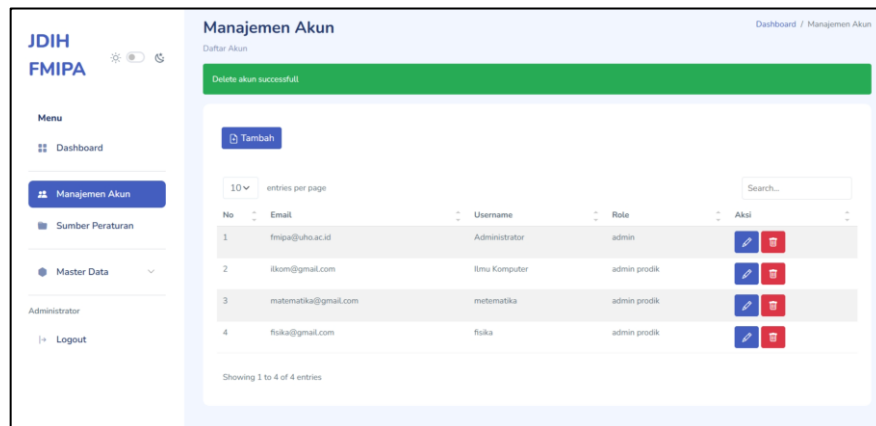 JDIH
FMIPA
Menu
Dashboard
Manajemen Akun
Sumber Peraturan
Master Data
Administrator
Logout
Manajemen Akun
Dashboard / Manajemen Akun
Daftar Akun
Delete akun successfull
Tambah
10 entries per page
Search...
No Email Username Role Aksi
1 fmipa@uho.ac.id Administrator admin
2 ilkom@gmail.com Ilmu Komputer admin prodik
3 matematika@gmail.com metematika admin prodik
4 fisika@gmail.com fisika admin prodik
Showing 1 to 4 of 4 entries